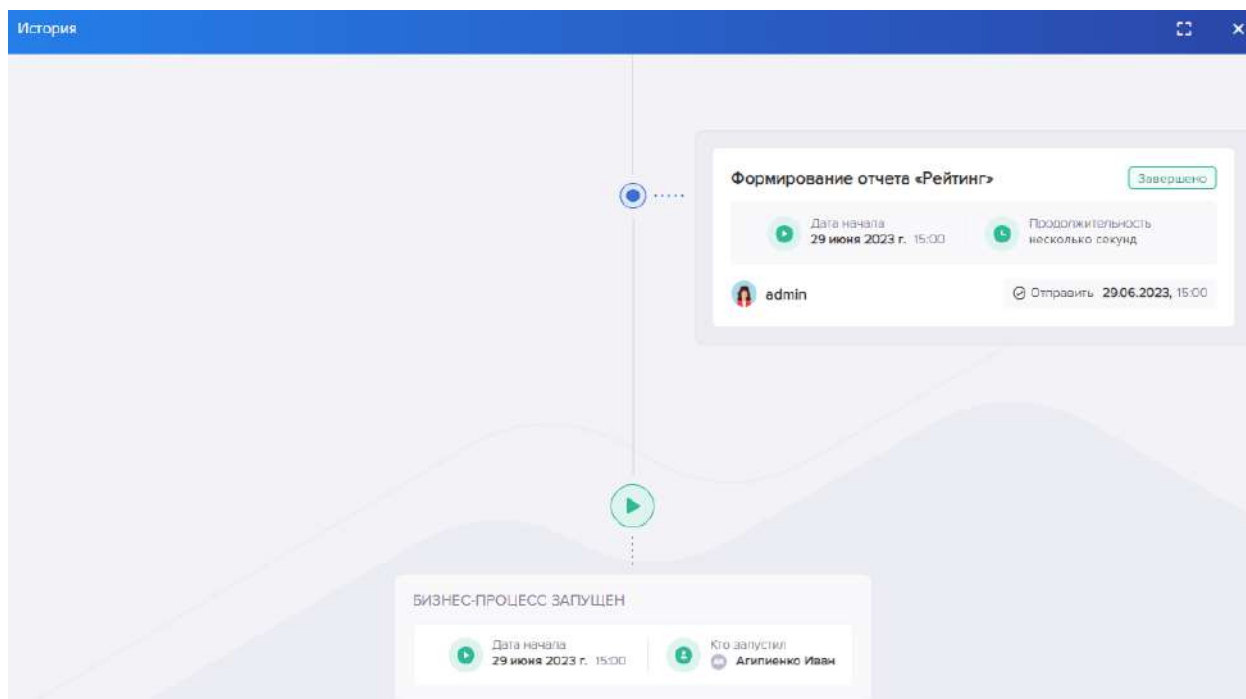 История
Формирование отчета «Рейтинг»
Завершено
Дата начала
29 июня 2023 г. 15:00
Продолжительность
несколько секунд
admin
Отправить 29.06.2023, 15:00
БИЗНЕС-ПРОЦЕСС ЗАПУЩЕН
Дата начала
29 июня 2023 г. 15:00
Кто запустил
Агипиенко Иван